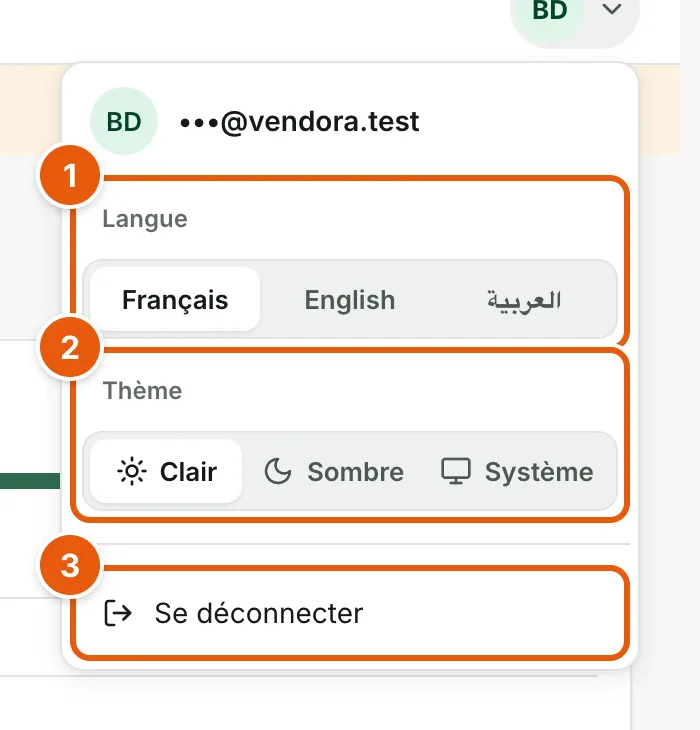 BD
BD •••@vendora.test
1
Langue
Français English العربية
2
Thème
Clair Sombre Système
3
Se déconnecter